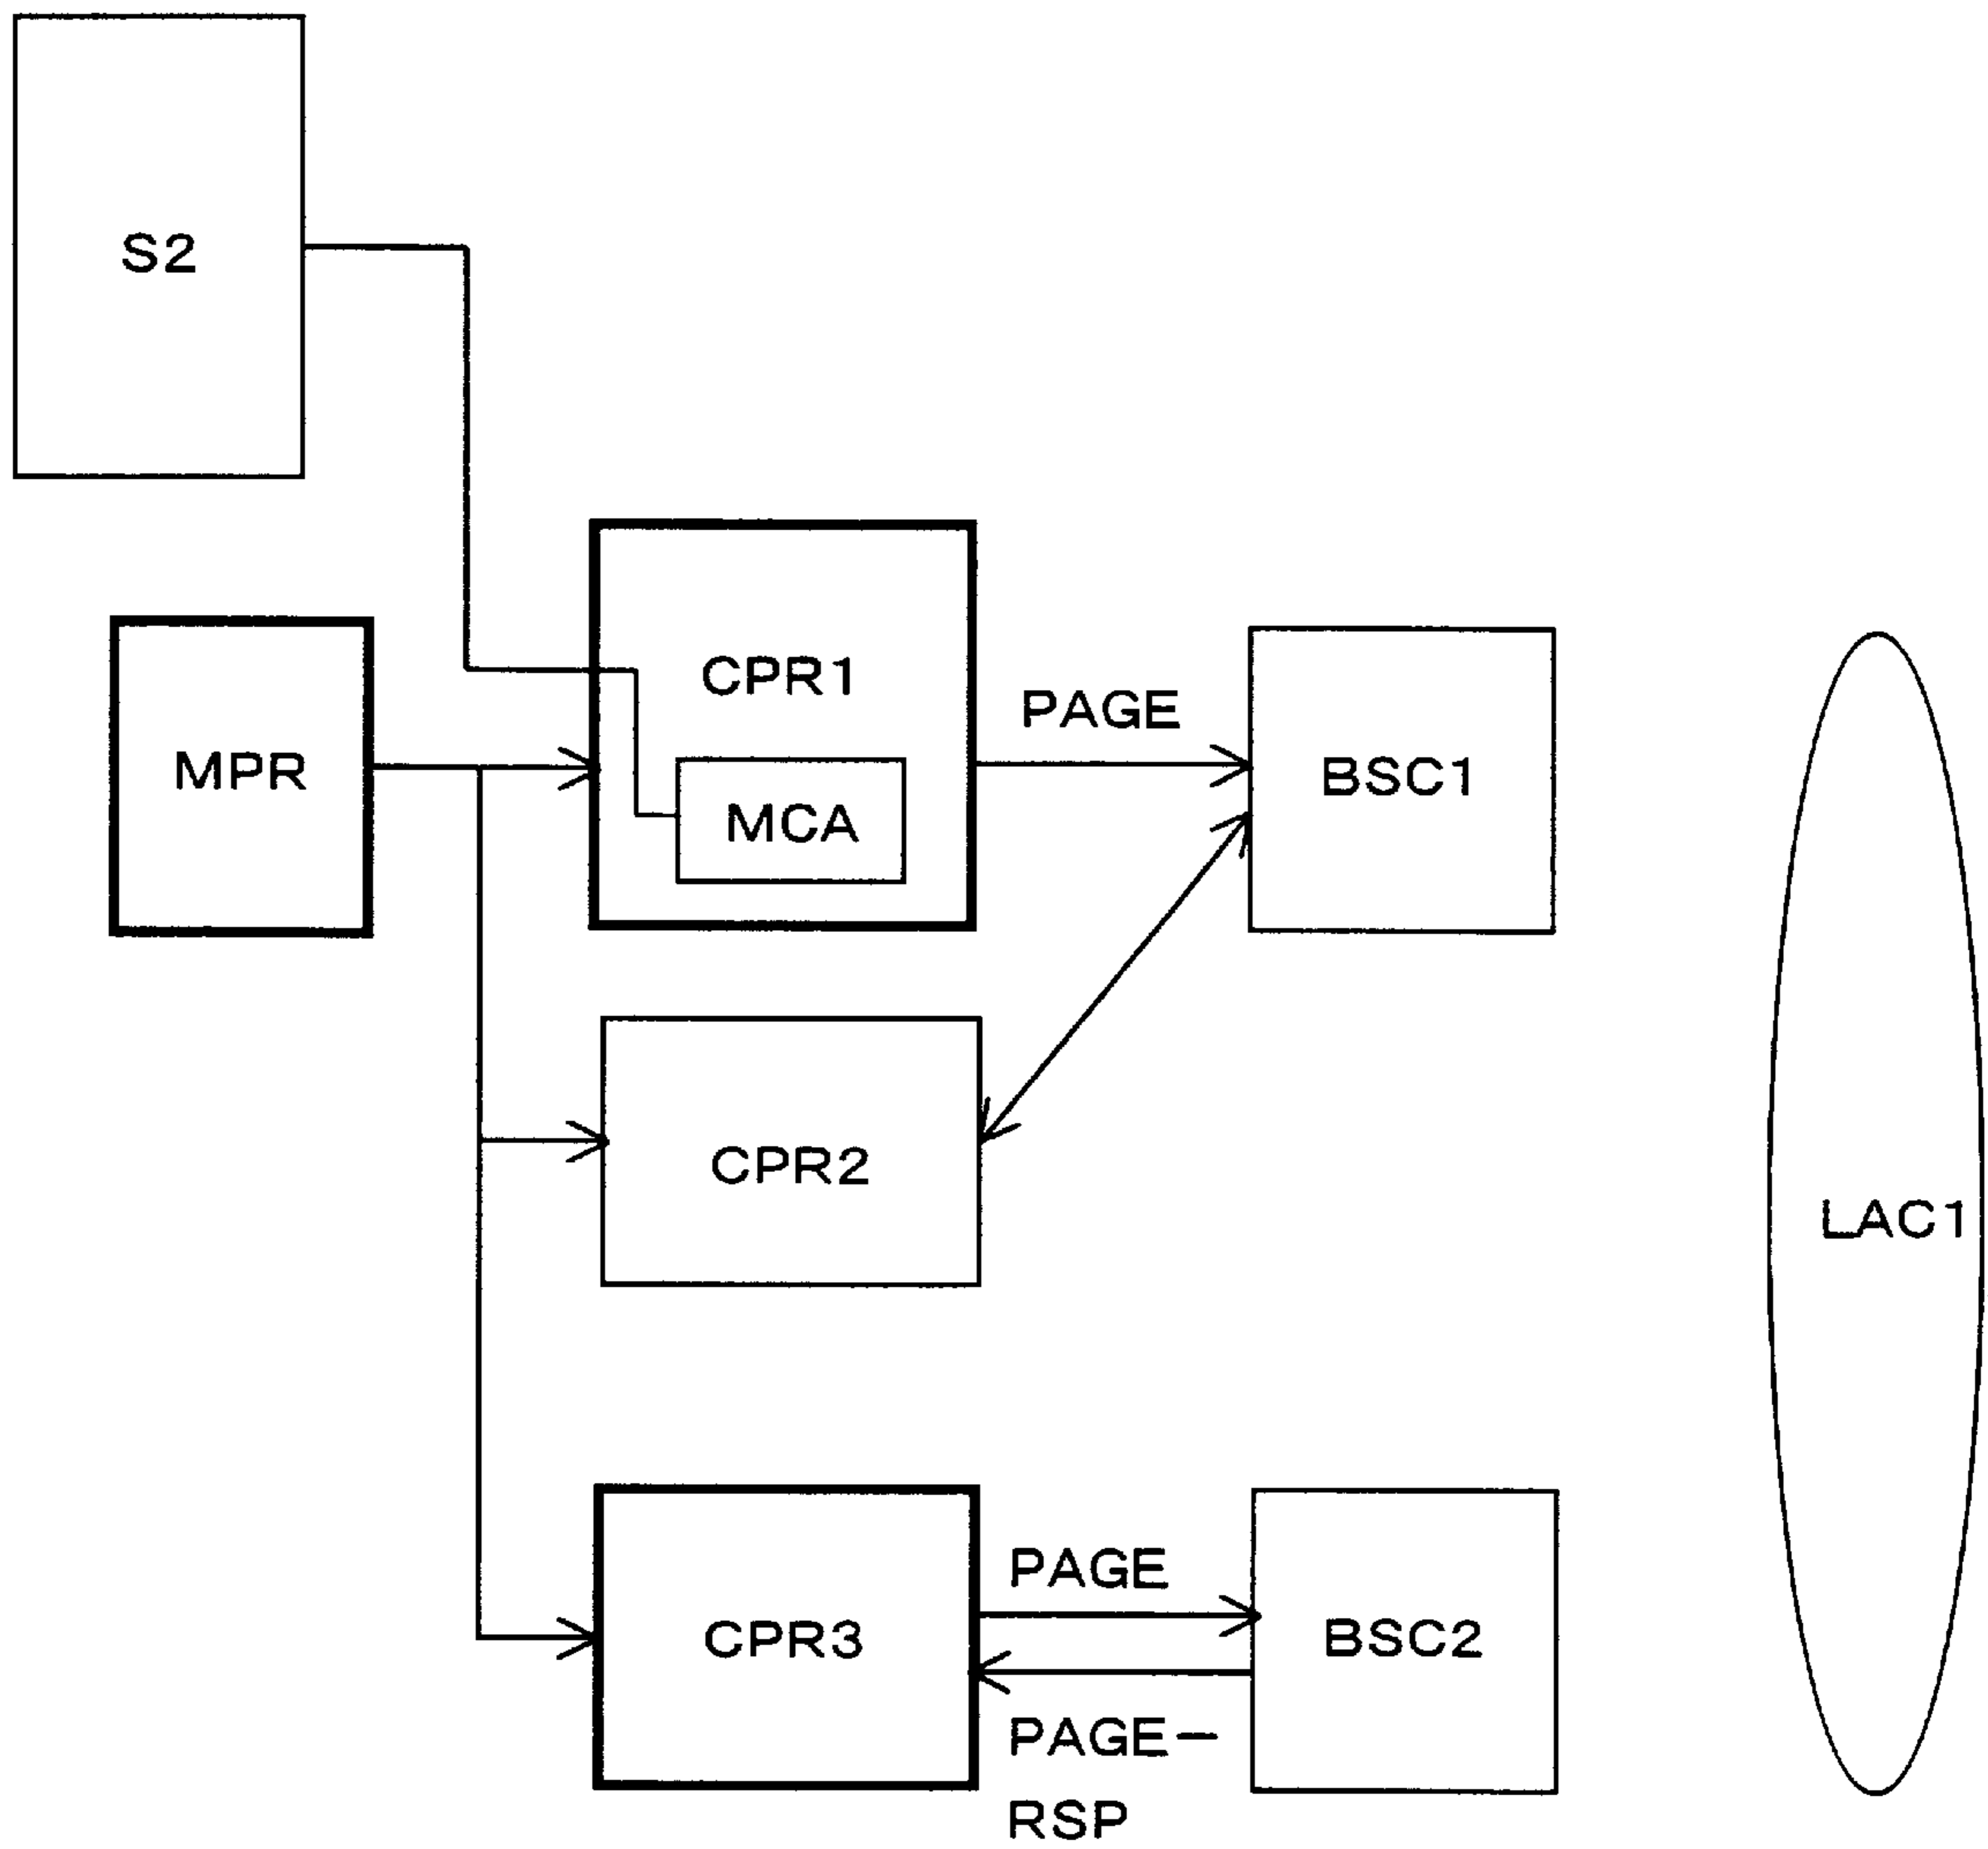 S2
CPR1
PAGE
MPR
MCA
BSC1
CPR2
LAC1
PAGE
CPR3
BSC2
PAGE-
RSP